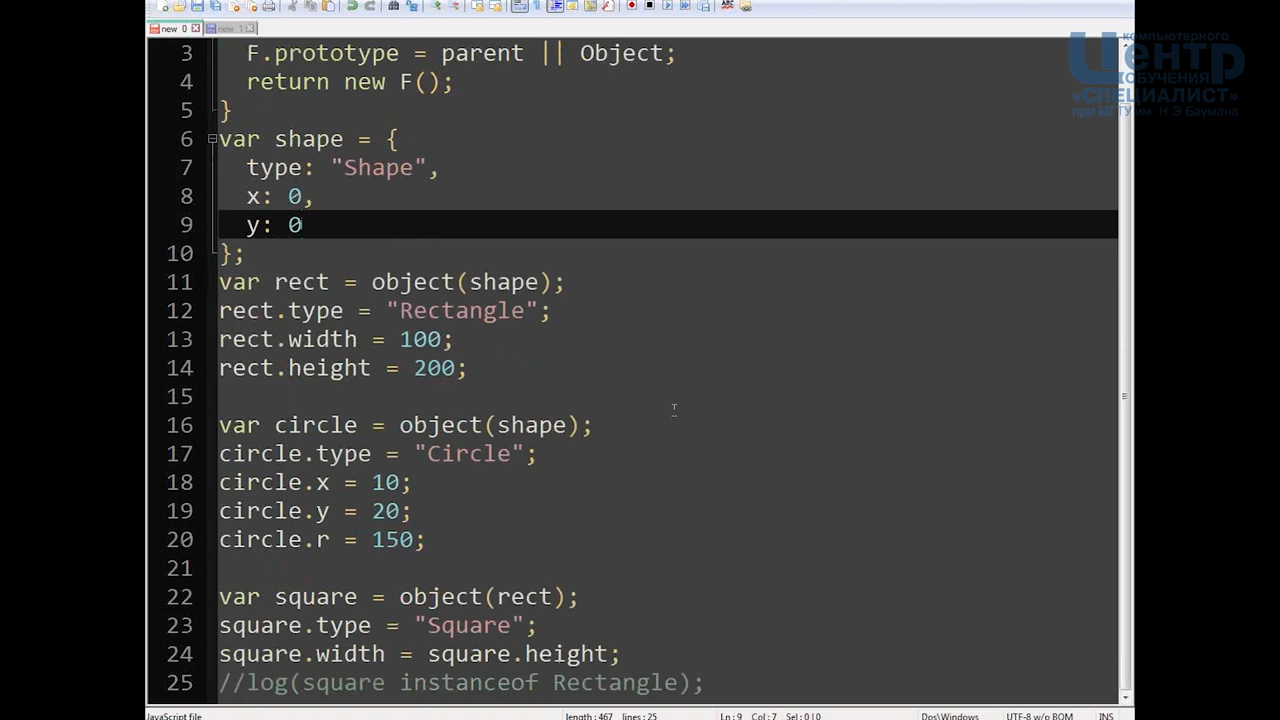 new 0
new 1
компьютерного
Центр
ОБУЧЕНИЯ
«СПЕЦИАЛИСТ»
при МГТУ им. Н.Э.Баумана
3 F.prototype = parent || Object;
4 return new F();
5 }
6 var shape = {
7 type: "Shape",
8 x: 0,
9 y: 0
10 };
11 var rect = object(shape);
12 rect.type = "Rectangle";
13 rect.width = 100;
14 rect.height = 200;
15
16 var circle = object(shape);
17 circle.type = "Circle";
18 circle.x = 10;
19 circle.y = 20;
20 circle.r = 150;
21
22 var square = object(rect);
23 square.type = "Square";
24 square.width = square.height;
25 //log(square instanceof Rectangle);
JavaScript file length : 467 lines : 25 Ln : 9 Col : 7 Sel : 0 | 0 Dos\Windows UTF-8 w/o BOM INS